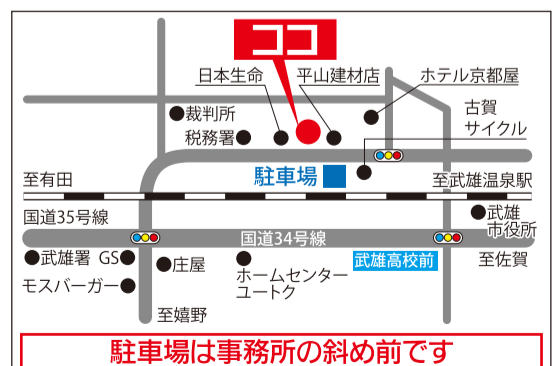 ココ
日本生命
平山建材店
ホテル京都屋
裁判所
税務署
古賀
サイクル
駐車場
至有田
至武雄温泉駅
国道35号線
武雄
市役所
国道34号線
武雄署
GS
庄屋
武雄高校前
至佐賀
モスバーガー
ホームセンター
ユートク
至嬉野
駐車場は事務所の斜め前です